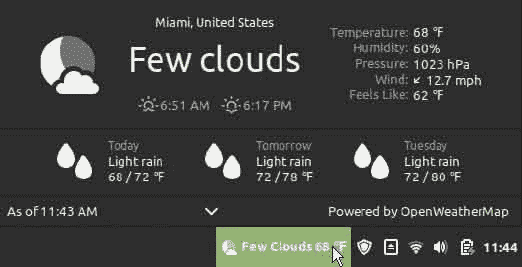 Miami, United States
Few clouds
6:51 AM 6:17 PM
Temperature: 68 °F
Humidity: 60%
Pressure: 1023 hPa
Wind: ↙ 12.7 mph
Feels Like: 62 °F
Today
Light rain
68 / 72 °F
Tomorrow
Light rain
72 / 78 °F
Tuesday
Light rain
72 / 80 °F
As of 11:43 AM
Powered by OpenWeatherMap
Few Clouds 68 °F
11:44